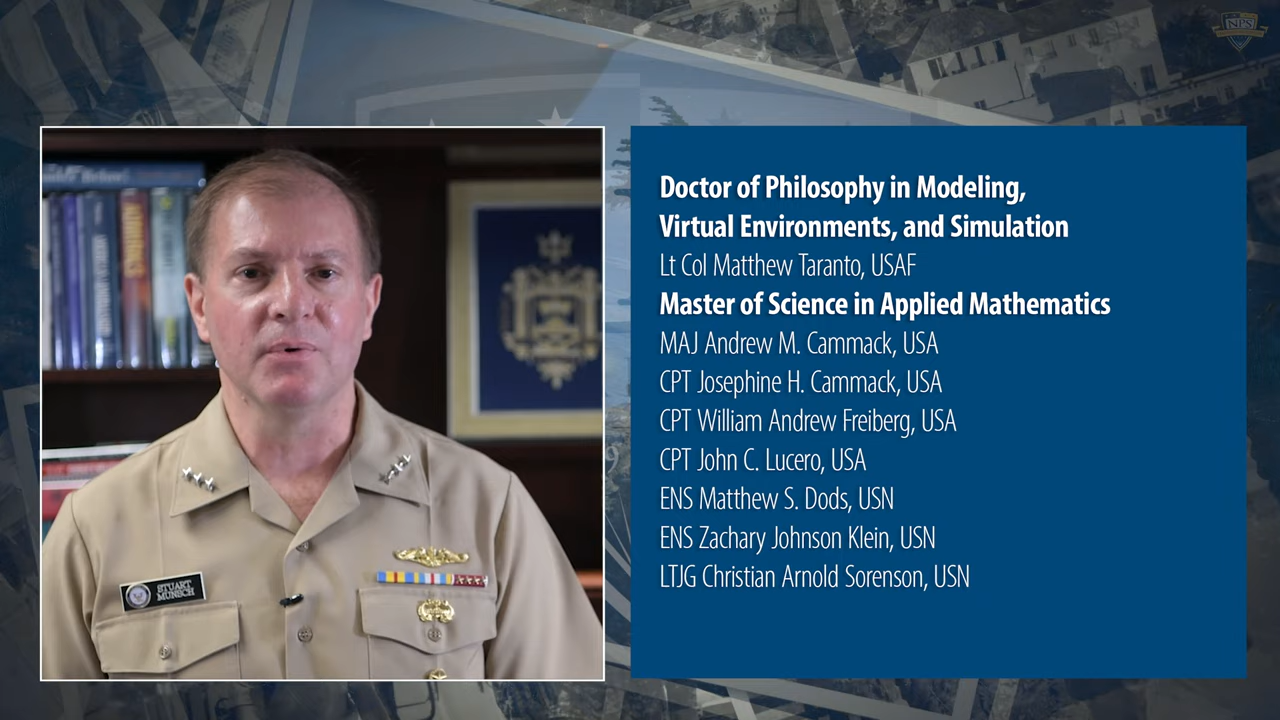 NPS
STUART
MUNSCH
Doctor of Philosophy in Modeling,
Virtual Environments, and Simulation
Lt Col Matthew Taranto, USAF
Master of Science in Applied Mathematics
MAJ Andrew M. Cammack, USA
CPT Josephine H. Cammack, USA
CPT William Andrew Freiberg, USA
CPT John C. Lucero, USA
ENS Matthew S. Dods, USN
ENS Zachary Johnson Klein, USN
LTJG Christian Arnold Sorenson, USN